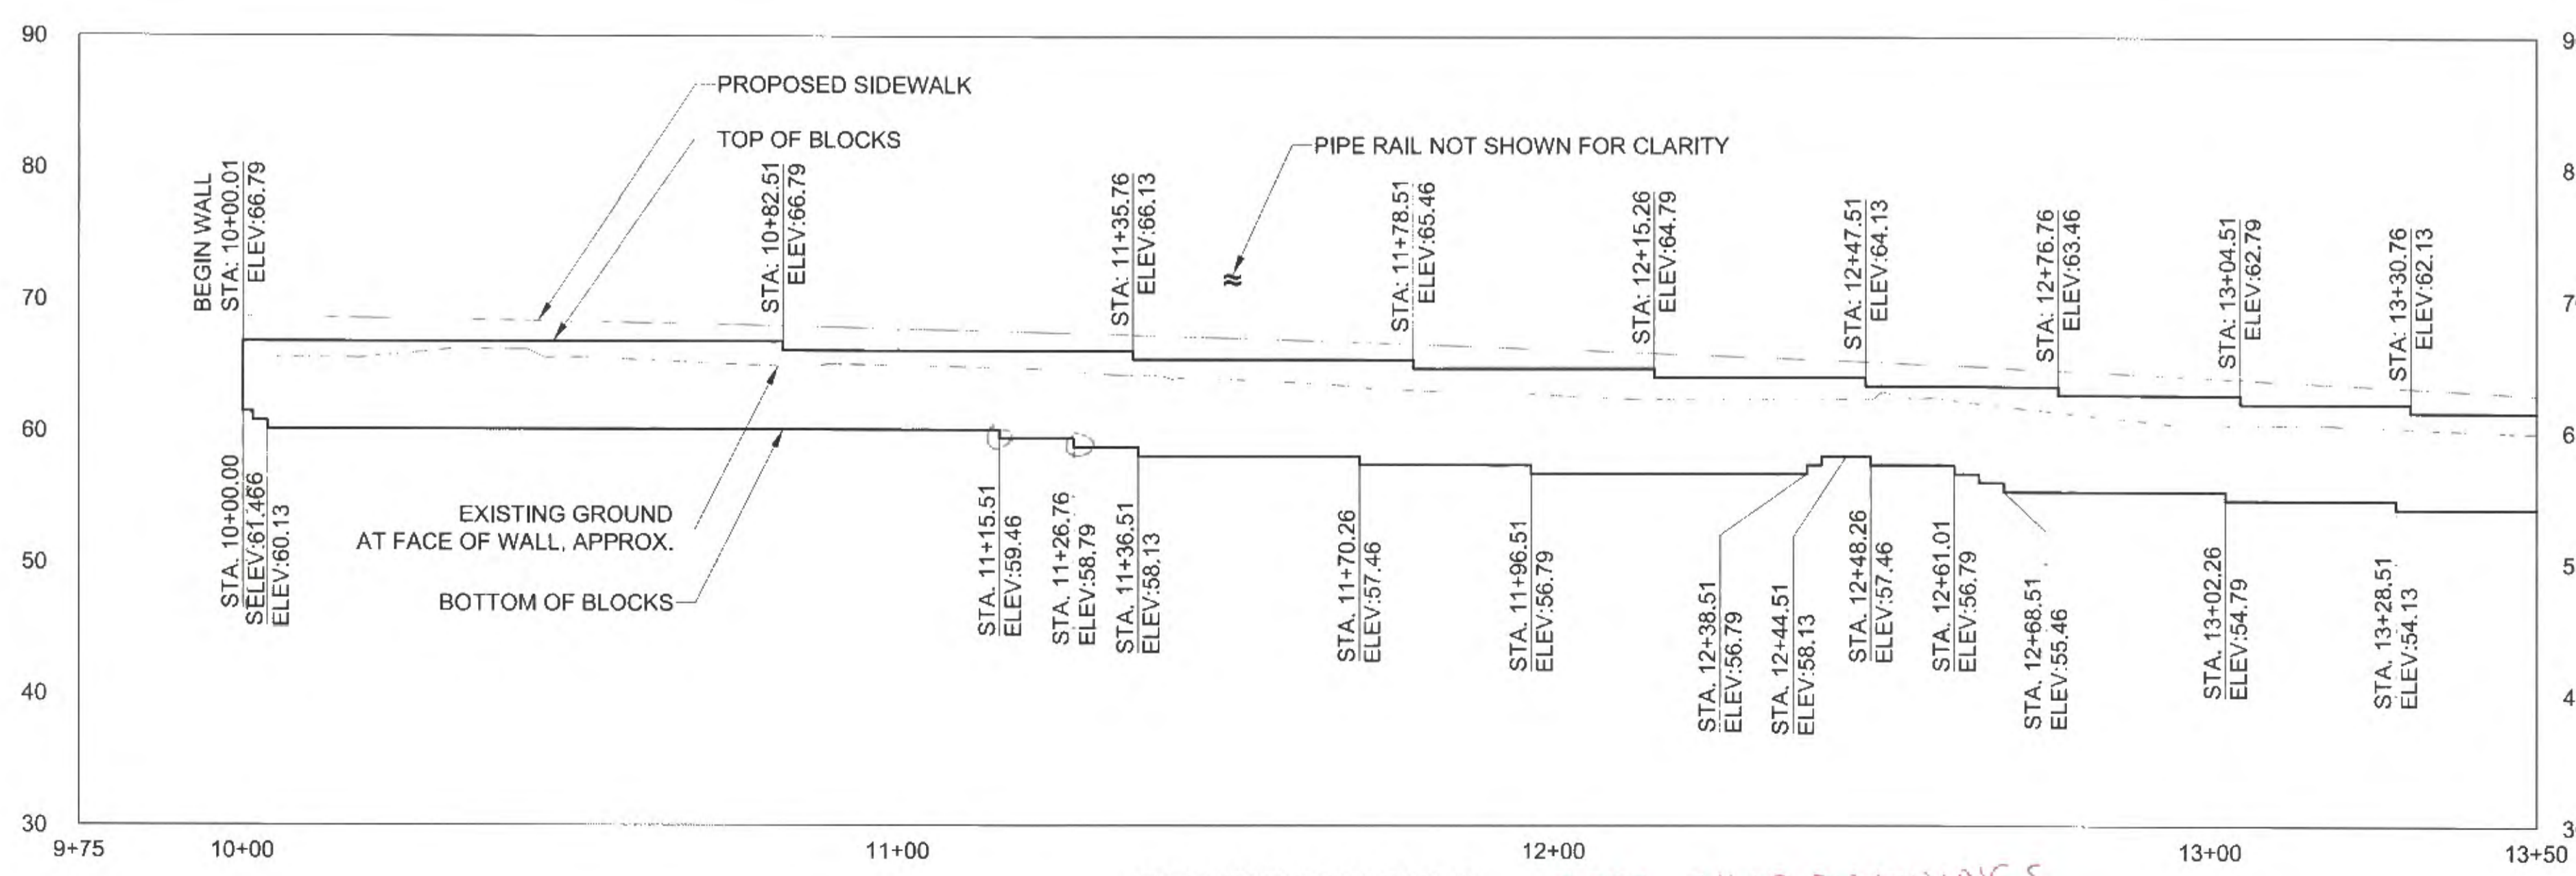 90
80
70
60
50
40
30
9+75
10+00
11+00
12+00
13+00
13+50
PROPOSED SIDEWALK
TOP OF BLOCKS
PIPE RAIL NOT SHOWN FOR CLARITY
BEGIN WALL
STA: 10+00.01
ELEV:66.79
STA: 10+82.51
ELEV:66.79
STA: 11+35.76
ELEV:66.13
STA: 11+78.51
ELEV:65.46
STA: 12+15.26
ELEV:64.79
STA: 12+47.51
ELEV:64.13
STA: 12+76.76
ELEV:63.46
STA: 13+04.51
ELEV:62.79
STA: 13+30.76
ELEV:62.13
EXISTING GROUND
AT FACE OF WALL, APPROX.
BOTTOM OF BLOCKS
STA. 10+00.00
SELEV:61.466
ELEV:60.13
STA. 11+15.51
ELEV:59.46
STA. 11+26.76
ELEV:58.79
STA. 11+36.51
ELEV:58.13
STA. 11+70.26
ELEV:57.46
STA. 11+96.51
ELEV:56.79
STA. 12+38.51
ELEV:56.79
STA. 12+44.51
ELEV:58.13
STA. 12+48.26
ELEV:57.46
STA. 12+61.01
ELEV:56.79
STA. 12+68.51
ELEV:55.46
STA. 13+02.26
ELEV:54.79
STA. 13+28.51
ELEV:54.13